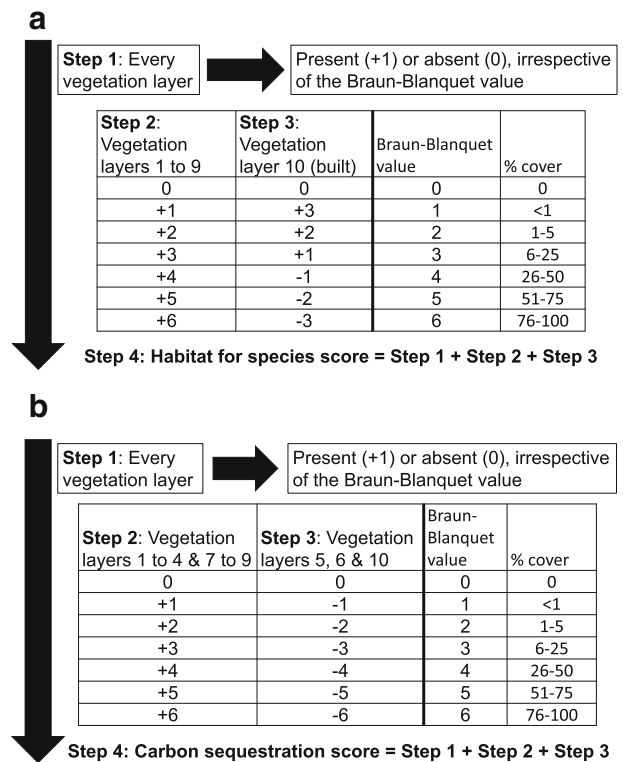 a
Step 1: Every
vegetation layer
Present (+1) or absent (0), irrespective
of the Braun-Blanquet value
Step 2:
Vegetation
layers 1 to 9
Step 3:
Vegetation
layer 10 (built)
Braun-Blanquet
value
% cover
0 0 0 0
+1 +3 1 <1
+2 +2 2 1-5
+3 +1 3 6-25
+4 -1 4 26-50
+5 -2 5 51-75
+6 -3 6 76-100
Step 4: Habitat for species score = Step 1 + Step 2 + Step 3
b
Step 1: Every
vegetation layer
Present (+1) or absent (0), irrespective
of the Braun-Blanquet value
Step 2: Vegetation
layers 1 to 4 & 7 to 9
Step 3: Vegetation
layers 5, 6 & 10
Braun-
Blanquet
value
% cover
0 0 0 0
+1 -1 1 <1
+2 -2 2 1-5
+3 -3 3 6-25
+4 -4 4 26-50
+5 -5 5 51-75
+6 -6 6 76-100
Step 4: Carbon sequestration score = Step 1 + Step 2 + Step 3